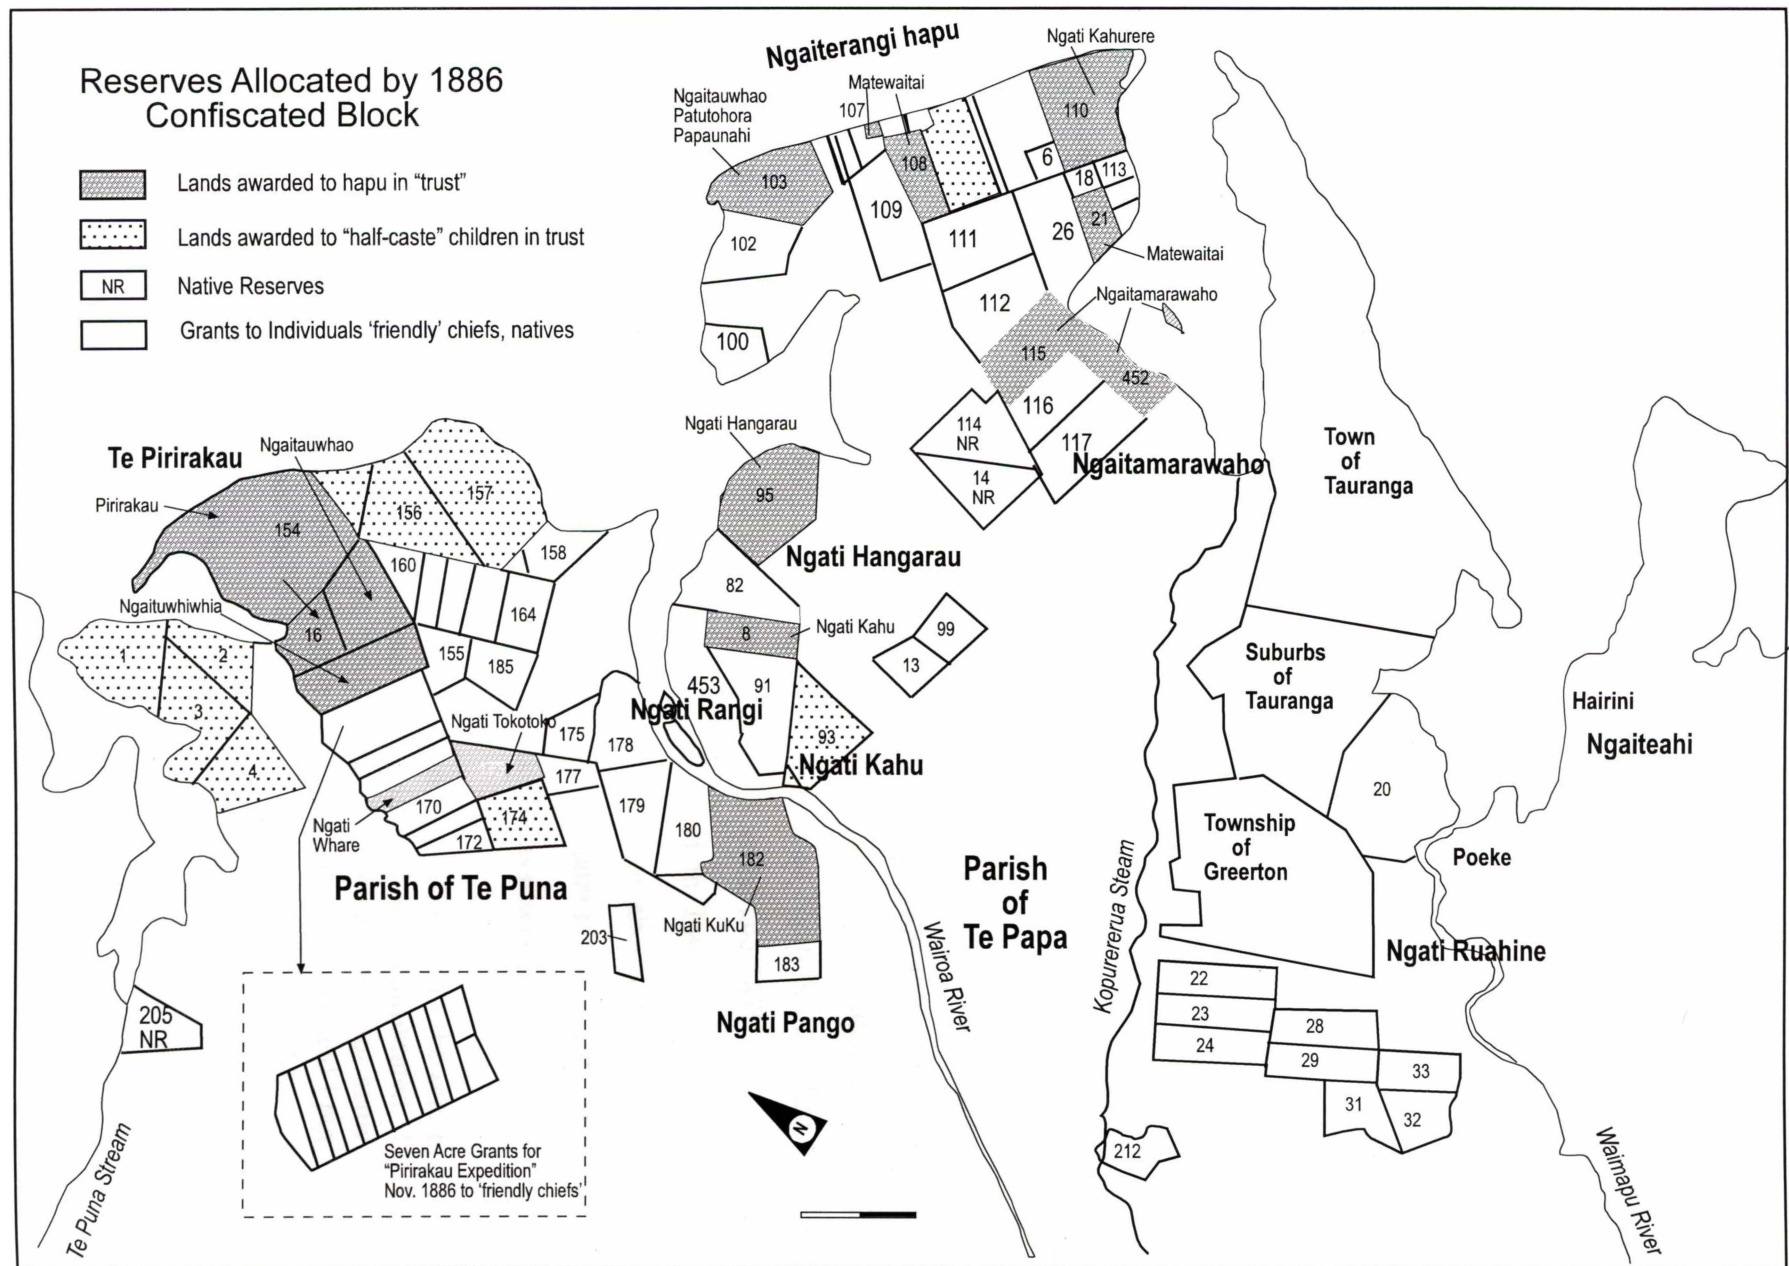 Reserves Allocated by 1886
Confiscated Block
Lands awarded to hapu in “trust”
Lands awarded to “half-caste” children in trust
NR
Native Reserves
Grants to Individuals ‘friendly’ chiefs, natives
Ngaiterangi hapu
Ngati Kahurere
Matewaitai
Ngaitauwhao
Patutohora
Papaunahi
107
110
108
103
6
18
113
109
21
102
111
26
Matewaitai
112
Ngaitamarawaho
100
115
452
116
114
NR
117
14
NR
Ngaitamarawaho
Town
of
Tauranga
Te Pirirakau
Ngaitauwhao
Pirirakau
154
156
157
158
160
164
Ngaituwhiwhia
16
155
185
1
2
3
4
Ngati Tokotoko
175
178
177
174
170
172
Ngati
Whare
179
180
182
Ngati KuKu
183
203
Parish of Te Puna
Ngati Hangarau
95
Ngati Hangarau
82
8
Ngati Kahu
453
91
Ngati Rangi
93
Ngati Kahu
99
13
Suburbs
of
Tauranga
Hairini
Ngaiteahi
20
Township
of
Greerton
Poeke
Parish
of
Te Papa
Ngati Ruahine
Kopurererua Steam
Wairoa River
Ngati Pango
22
23
24
28
29
33
31
32
212
Waimapu River
205
NR
Te Puna Stream
Seven Acre Grants for
“Pirirakau Expedition”
Nov. 1886 to ‘friendly chiefs’
N